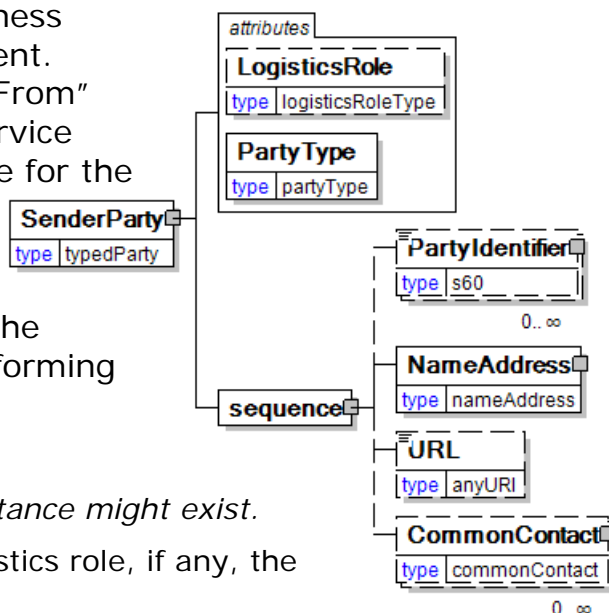 ness
ent.
From"
rvice
e for the
he
forming
tance might exist.
stics role, if any, the
attributes
LogisticsRole
type logisticsRoleType
PartyType
type partyType
SenderParty
type typedParty
sequence
PartyIdentifier
type s60
0.. ∞
NameAddress
type nameAddress
URL
type anyURI
CommonContact
type commonContact
0.. ∞